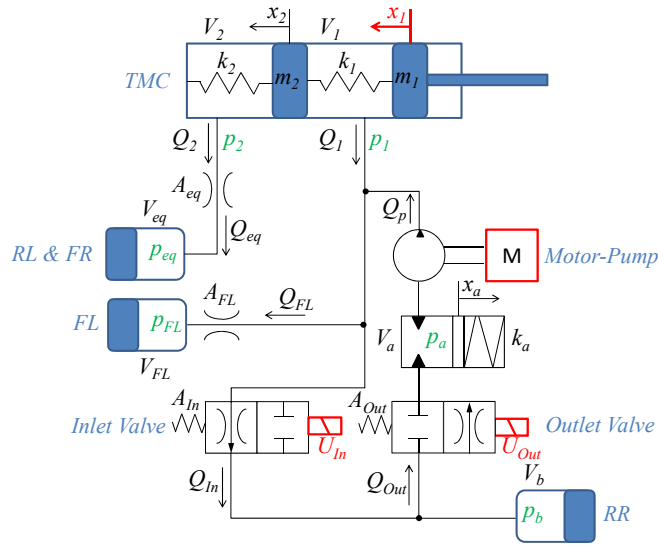 x2 x1
V2 V1
k2 k1
TMC m2 m1
Q2 p2 Q1 p1
Aeq
Veq Qp
Qeq
RL & FR peq M Motor-Pump
AFL xa
QFL
FL pFL Va pa ka
VFL
AIn AOut
Inlet Valve Outlet Valve
UIn UOut
QIn QOut Vb
pb RR